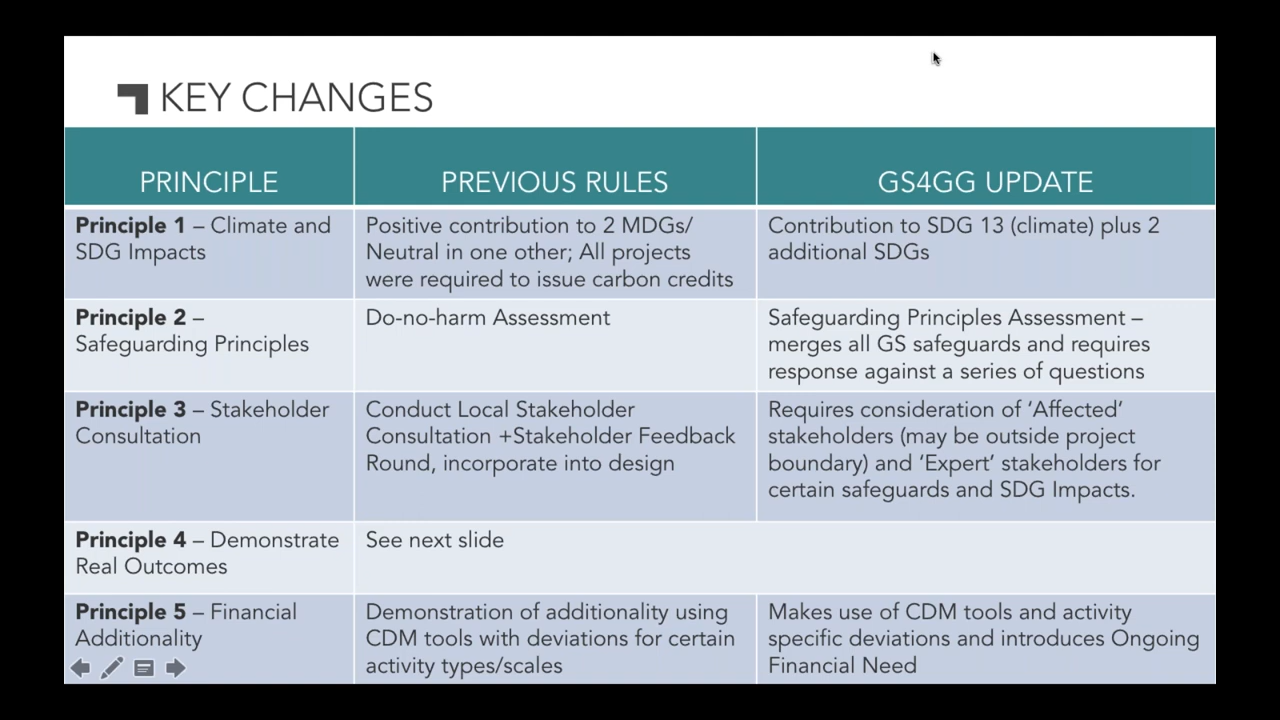 KEY CHANGES
PRINCIPLE
PREVIOUS RULES
GS4GG UPDATE
Principle 1 – Climate and
SDG Impacts
Positive contribution to 2 MDGs/
Neutral in one other; All projects
were required to issue carbon credits
Contribution to SDG 13 (climate) plus 2
additional SDGs
Principle 2 –
Safeguarding Principles
Do-no-harm Assessment
Safeguarding Principles Assessment –
merges all GS safeguards and requires
response against a series of questions
Principle 3 – Stakeholder
Consultation
Conduct Local Stakeholder
Consultation +Stakeholder Feedback
Round, incorporate into design
Requires consideration of ‘Affected’
stakeholders (may be outside project
boundary) and ‘Expert’ stakeholders for
certain safeguards and SDG Impacts.
Principle 4 – Demonstrate
Real Outcomes
See next slide
Principle 5 – Financial
Additionality
Demonstration of additionality using
CDM tools with deviations for certain
activity types/scales
Makes use of CDM tools and activity
specific deviations and introduces Ongoing
Financial Need